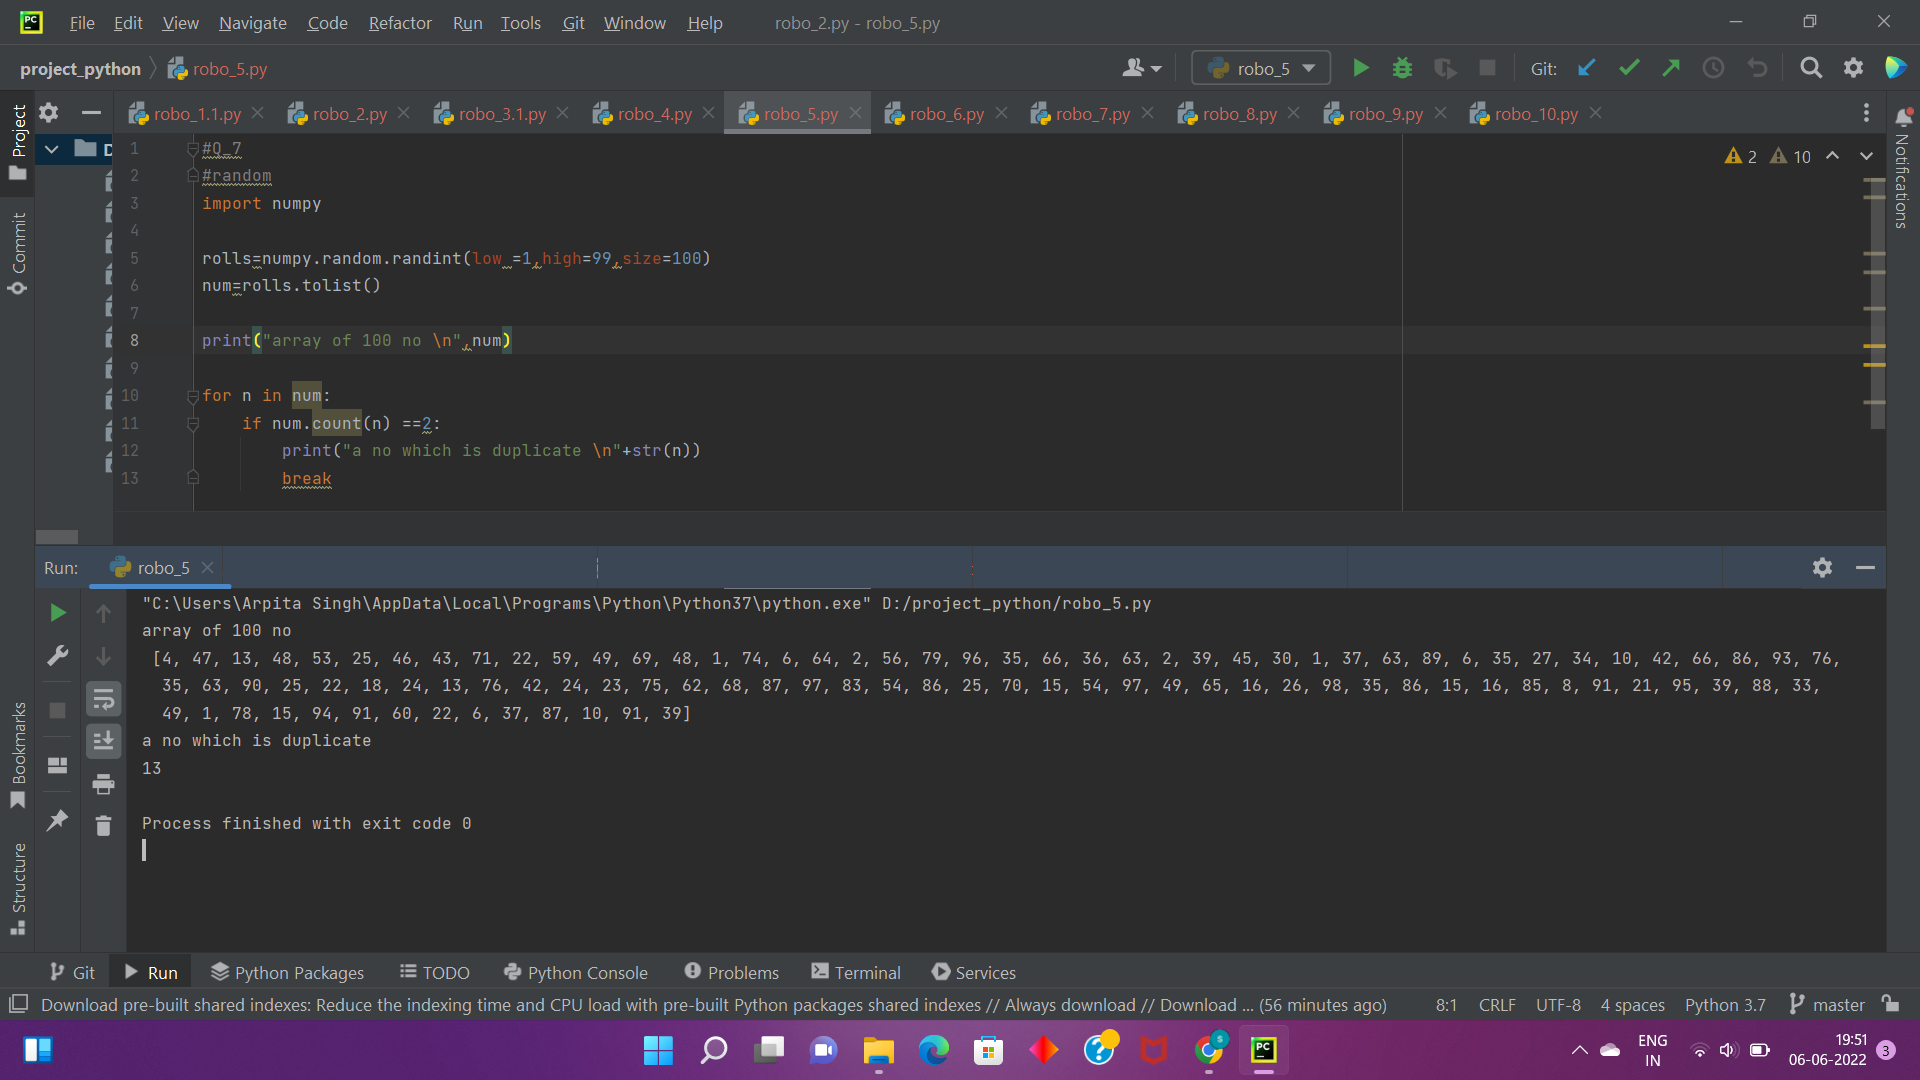 PC File Edit View Navigate Code Refactor Run Tools Git Window Help robo_2.py - robo_5.py
project_python robo_5.py robo_5 Git:
Project
Commit
Bookmarks
Structure
Notifications
robo_1.1.py robo_2.py robo_3.1.py robo_4.py robo_5.py robo_6.py robo_7.py robo_8.py robo_9.py robo_10.py
D
2 10
1 #Q_7
2 #random
3 import numpy
4
5 rolls=numpy.random.randint(low =1,high=99,size=100)
6 num=rolls.tolist()
7
8 print("array of 100 no \n",num)
9
10 for n in num:
11 if num.count(n) ==2:
12 print("a no which is duplicate \n"+str(n))
13 break
Run: robo_5
"C:\Users\Arpita Singh\AppData\Local\Programs\Python\Python37\python.exe" D:/project_python/robo_5.py
array of 100 no
[4, 47, 13, 48, 53, 25, 46, 43, 71, 22, 59, 49, 69, 48, 1, 74, 6, 64, 2, 56, 79, 96, 35, 66, 36, 63, 2, 39, 45, 30, 1, 37, 63, 89, 6, 35, 27, 34, 10, 42, 66, 86, 93, 76,
35, 63, 90, 25, 22, 18, 24, 13, 76, 42, 24, 23, 75, 62, 68, 87, 97, 83, 54, 86, 25, 70, 15, 54, 97, 49, 65, 16, 26, 98, 35, 86, 15, 16, 85, 8, 91, 21, 95, 39, 88, 33,
49, 1, 78, 15, 94, 91, 60, 22, 6, 37, 87, 10, 91, 39]
a no which is duplicate
13
Process finished with exit code 0
Git Run Python Packages TODO Python Console Problems Terminal Services
Download pre-built shared indexes: Reduce the indexing time and CPU load with pre-built Python packages shared indexes // Always download // Download ... (56 minutes ago) 8:1 CRLF UTF-8 4 spaces Python 3.7 master
ENG
IN
19:51
06-06-2022
3